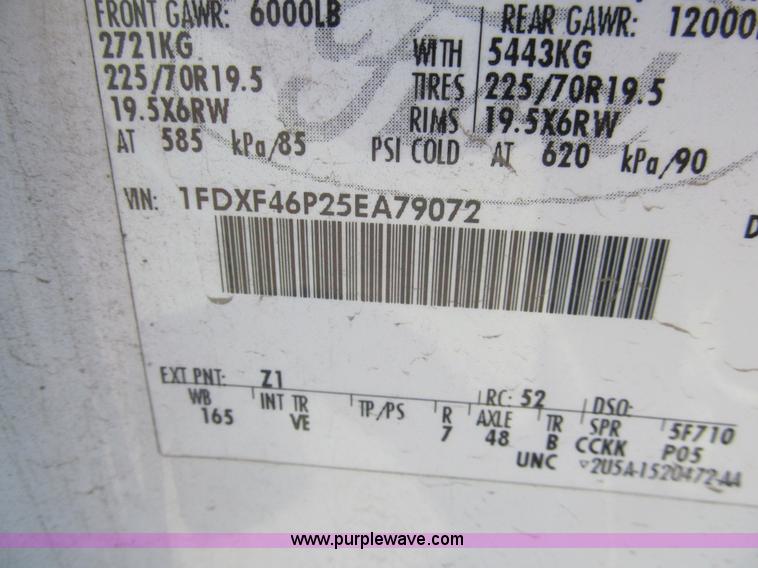 FRONT GAWR: 6000LB REAR GAWR: 12000
2721KG WITH 5443KG
225/70R19.5 TIRES 225/70R19.5
19.5X6RW RIMS 19.5X6RW
AT 585 kPa/85 PSI COLD AT 620 kPa/90
VIN: 1FDXF46P25EA79072
EXT PNT: Z1 RC: 52 DSO:
WB INT TR TP/PS R AXLE TR SPR 5F710
165 VE 7 48 B CCKK P05
UNC 2U5A-1520472-AA
www.purplewave.com